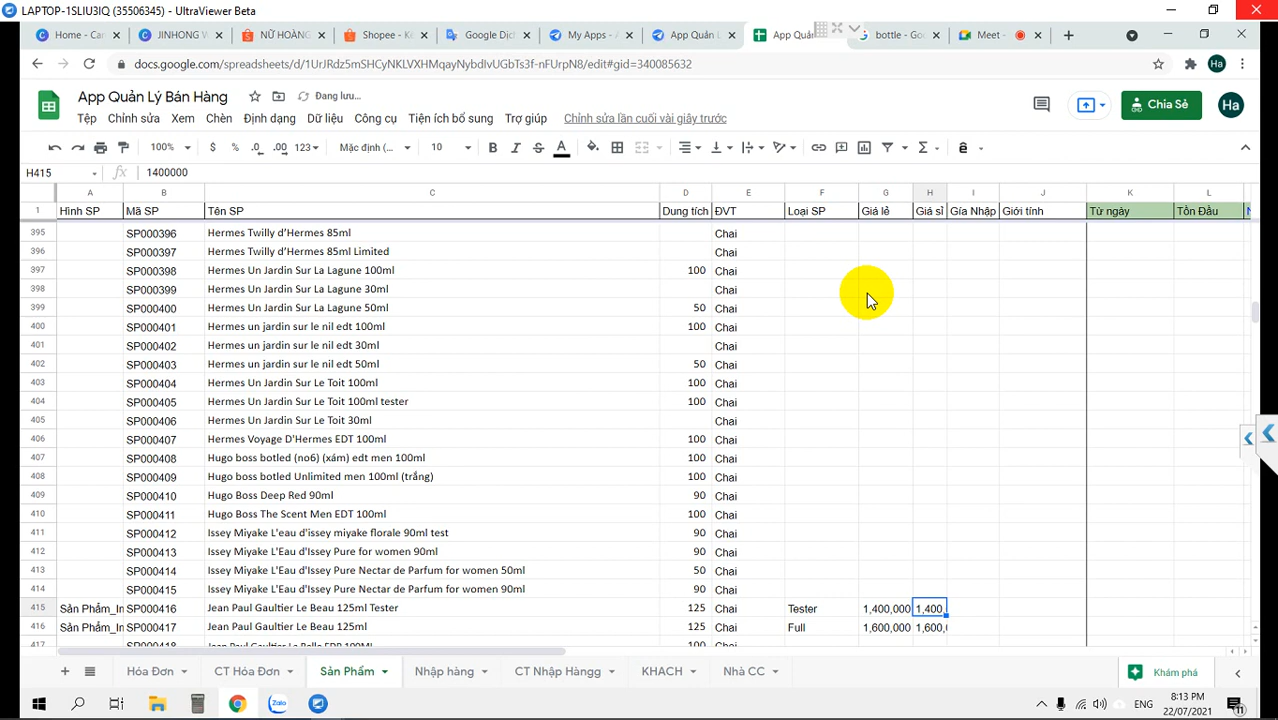 LAPTOP-1SLIU3IQ (35506345) - UltraViewer Beta
Home - Can
JINHONG V
NỮ HOÀNG
Shopee - K
Google Dic
My Apps - A
App Quản L
App Quản
bottle - Goo
Meet -
docs.google.com/spreadsheets/d/1UrJRdz5mSHCyNKLVXHMqayNybdIvUGbTs3f-nFUrpN8/edit#gid=340085632
Ha
App Quản Lý Bán Hàng
Đang lưu...
Chia Sẻ
Ha
Tệp Chỉnh sửa Xem Chèn Định dạng Dữ liệu Công cụ Tiện ích bổ sung Trợ giúp Chỉnh sửa lần cuối vài giây trước
100% $ % .0 .00 123 Mặc định (... 10 B I S A
H415 fx 1400000
A B C D E F G H I J K L
1 Hình SP Mã SP Tên SP Dung tích ĐVT Loại SP Giá lẻ Giá sỉ Gía Nhập Giới tính Từ ngày Tồn Đầu
395 SP000396 Hermes Twilly d'Hermes 85ml Chai
396 SP000397 Hermes Twilly d'Hermes 85ml Limited Chai
397 SP000398 Hermes Un Jardin Sur La Lagune 100ml 100 Chai
398 SP000399 Hermes Un Jardin Sur La Lagune 30ml Chai
399 SP000400 Hermes Un Jardin Sur La Lagune 50ml 50 Chai
400 SP000401 Hermes un jardin sur le nil edt 100ml 100 Chai
401 SP000402 Hermes un jardin sur le nil edt 30ml Chai
402 SP000403 Hermes un jardin sur le nil edt 50ml 50 Chai
403 SP000404 Hermes Un Jardin Sur Le Toit 100ml 100 Chai
404 SP000405 Hermes Un Jardin Sur Le Toit 100ml tester 100 Chai
405 SP000406 Hermes Un Jardin Sur Le Toit 30ml Chai
406 SP000407 Hermes Voyage D'Hermes EDT 100ml 100 Chai
407 SP000408 Hugo boss botled (no6) (xám) edt men 100ml 100 Chai
408 SP000409 Hugo boss botled Unlimited men 100ml (trắng) 100 Chai
409 SP000410 Hugo Boss Deep Red 90ml 90 Chai
410 SP000411 Hugo Boss The Scent Men EDT 100ml 100 Chai
411 SP000412 Issey Miyake L'eau d'issey miyake florale 90ml test 90 Chai
412 SP000413 Issey Miyake L'Eau d'Issey Pure for women 90ml 90 Chai
413 SP000414 Issey Miyake L'Eau d'Issey Pure Nectar de Parfum for women 50ml 50 Chai
414 SP000415 Issey Miyake L'Eau d'Issey Pure Nectar de Parfum for women 90ml 90 Chai
415 Sản Phẩm_In SP000416 Jean Paul Gaultier Le Beau 125ml Tester 125 Chai Tester 1,400,000 1,400,
416 Sản Phẩm_In SP000417 Jean Paul Gaultier Le Beau 125ml 125 Chai Full 1,600,000 1,600,
417 SP000418 Jean Paul Gaultier Le Belle EDP 100ML 100 Chai
Hóa Đơn CT Hóa Đơn Sản Phẩm Nhập hàng CT Nhập Hàngg KHACH Nhà CC Khám phá
Zalo
ENG
8:13 PM
22/07/2021
11